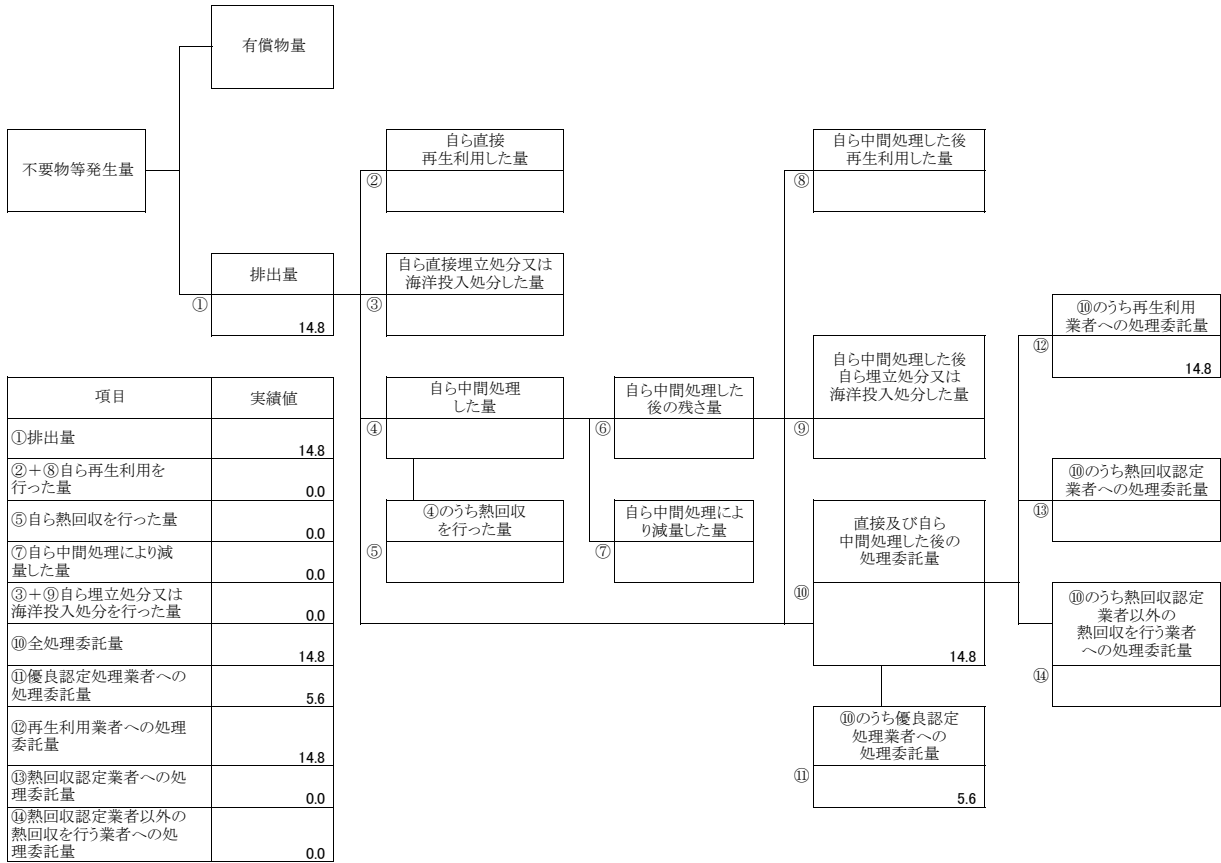 有償物量
不要物等発生量
自ら直接
再生利用した量
②
自ら中間処理した後
再生利用した量
⑧
排出量
①
14.8
自ら直接埋立処分又は
海洋投入処分した量
③
⑩のうち再生利用
業者への処理委託量
⑫
14.8
自ら中間処理
した量
④
自ら中間処理した
後の残さ量
⑥
自ら中間処理した後
自ら埋立処分又は
海洋投入処分した量
⑨
⑩のうち熱回収認定
業者への処理委託量
⑬
④のうち熱回収
を行った量
⑤
自ら中間処理によ
り減量した量
⑦
直接及び自ら
中間処理した後の
処理委託量
⑩
14.8
⑩のうち熱回収認定
業者以外の
熱回収を行う業者
への処理委託量
⑭
⑩のうち優良認定
処理業者への
処理委託量
⑪
5.6
項目 実績値
①排出量
14.8
②+⑧自ら再生利用を
行った量
0.0
⑤自ら熱回収を行った量
0.0
⑦自ら中間処理により減
量した量
0.0
③+⑨自ら埋立処分又は
海洋投入処分を行った量
0.0
⑩全処理委託量
14.8
⑪優良認定処理業者への
処理委託量
5.6
⑫再生利用業者への処理
委託量
14.8
⑬熱回収認定業者への処
理委託量
0.0
⑭熱回収認定業者以外の
熱回収を行う業者への処
理委託量
0.0